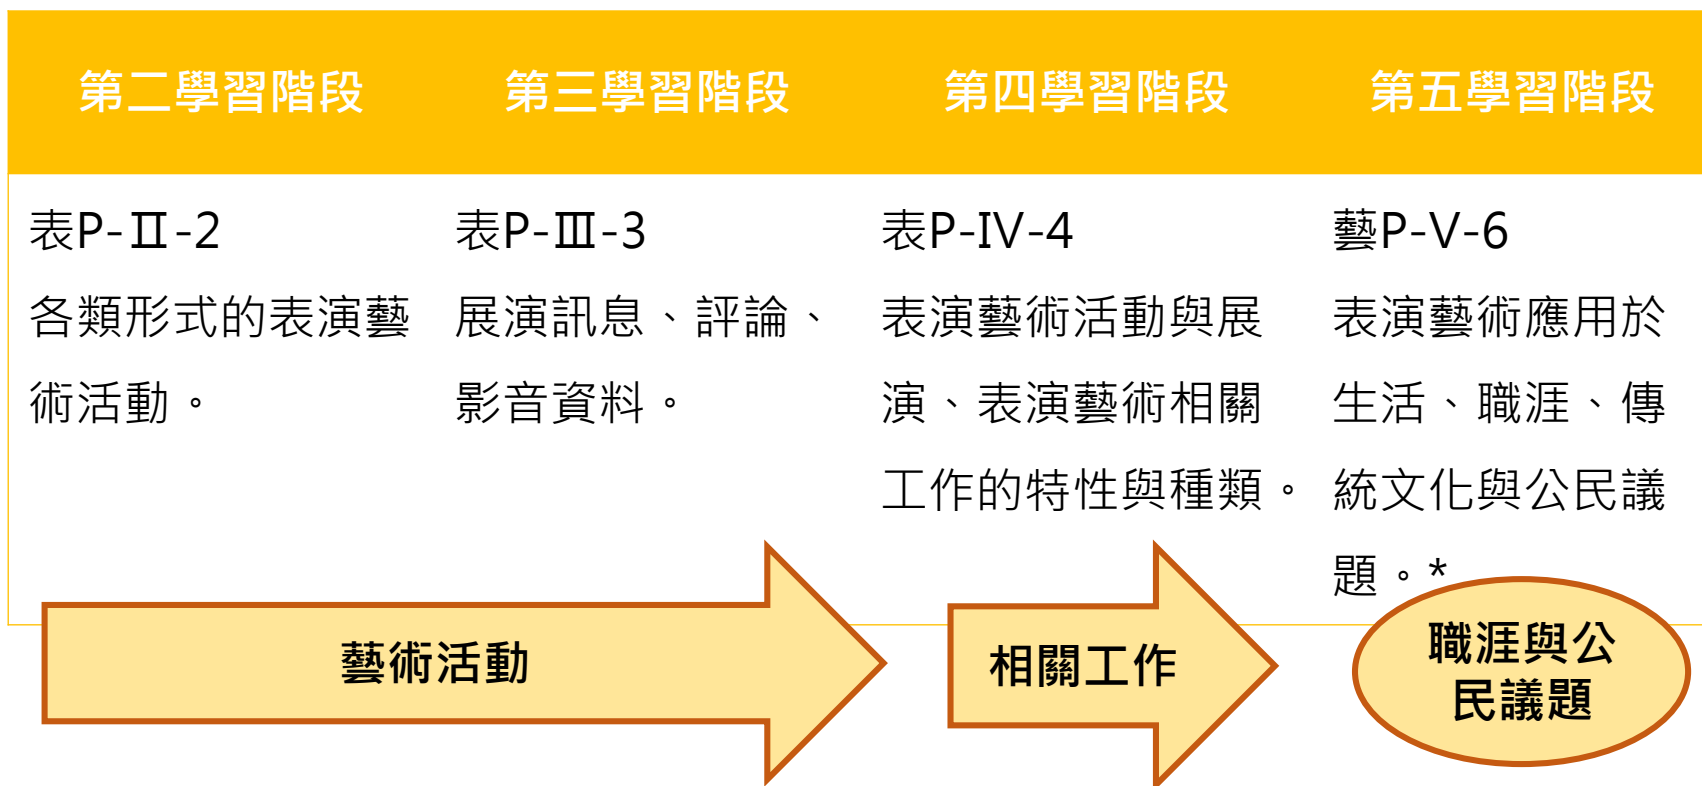 第二學習階段
第三學習階段
第四學習階段
第五學習階段
表P-Ⅱ-2
各類形式的表演藝
術活動。
表P-Ⅲ-3
展演訊息、評論、
影音資料。
表P-IV-4
表演藝術活動與展
演、表演藝術相關
工作的特性與種類。
藝P-V-6
表演藝術應用於
生活、職涯、傳
統文化與公民議
題。*
藝術活動
相關工作
職涯與公
民議題